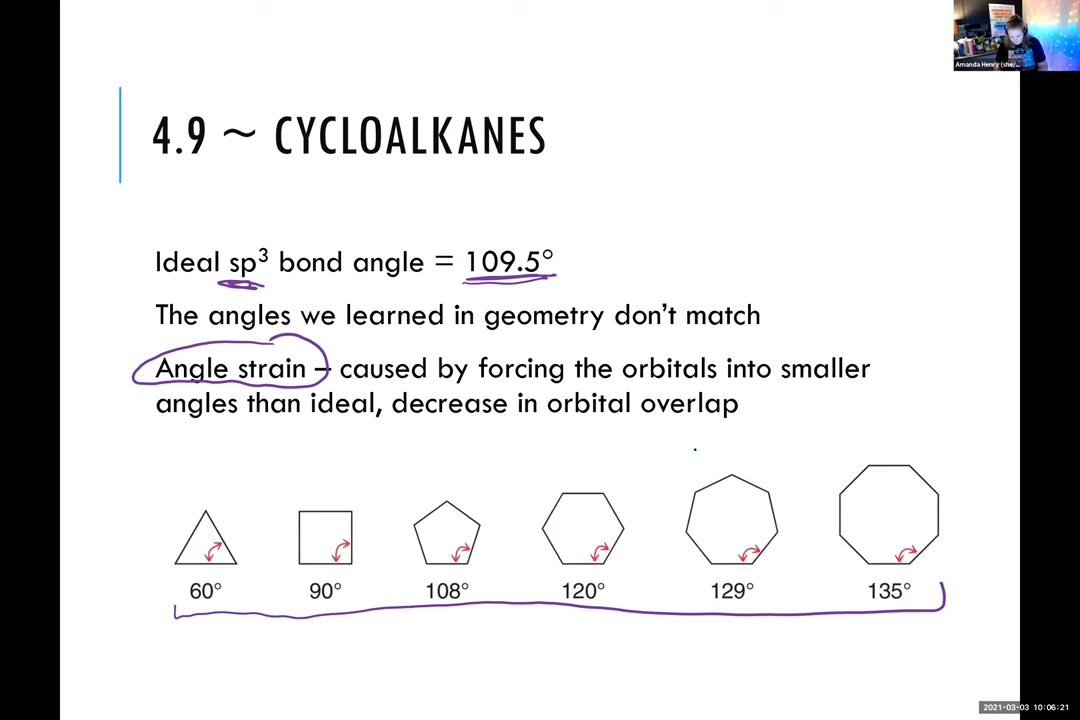 Amanda Henry (she/...
4.9 ~ CYCLOALKANES
Ideal sp³ bond angle = 109.5°
The angles we learned in geometry don’t match
Angle strain – caused by forcing the orbitals into smaller
angles than ideal, decrease in orbital overlap
60° 90° 108° 120° 129° 135°
2021-03-03 10:06:21